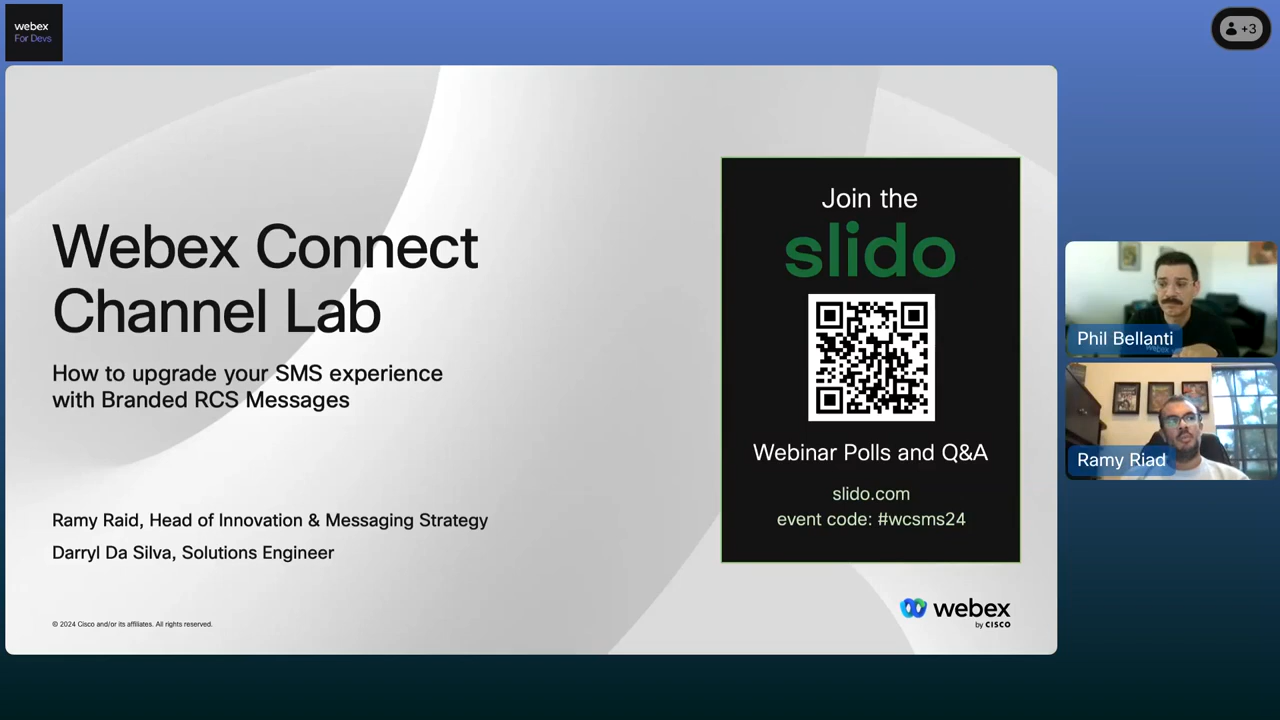 webex
For Devs
+3
Webex Connect
Channel Lab
How to upgrade your SMS experience
with Branded RCS Messages
Ramy Raid, Head of Innovation & Messaging Strategy
Darryl Da Silva, Solutions Engineer
© 2024 Cisco and/or its affiliates. All rights reserved.
Join the
slido
Webinar Polls and Q&A
slido.com
event code: #wcsms24
webex
by CISCO
Phil Bellanti
Ramy Riad